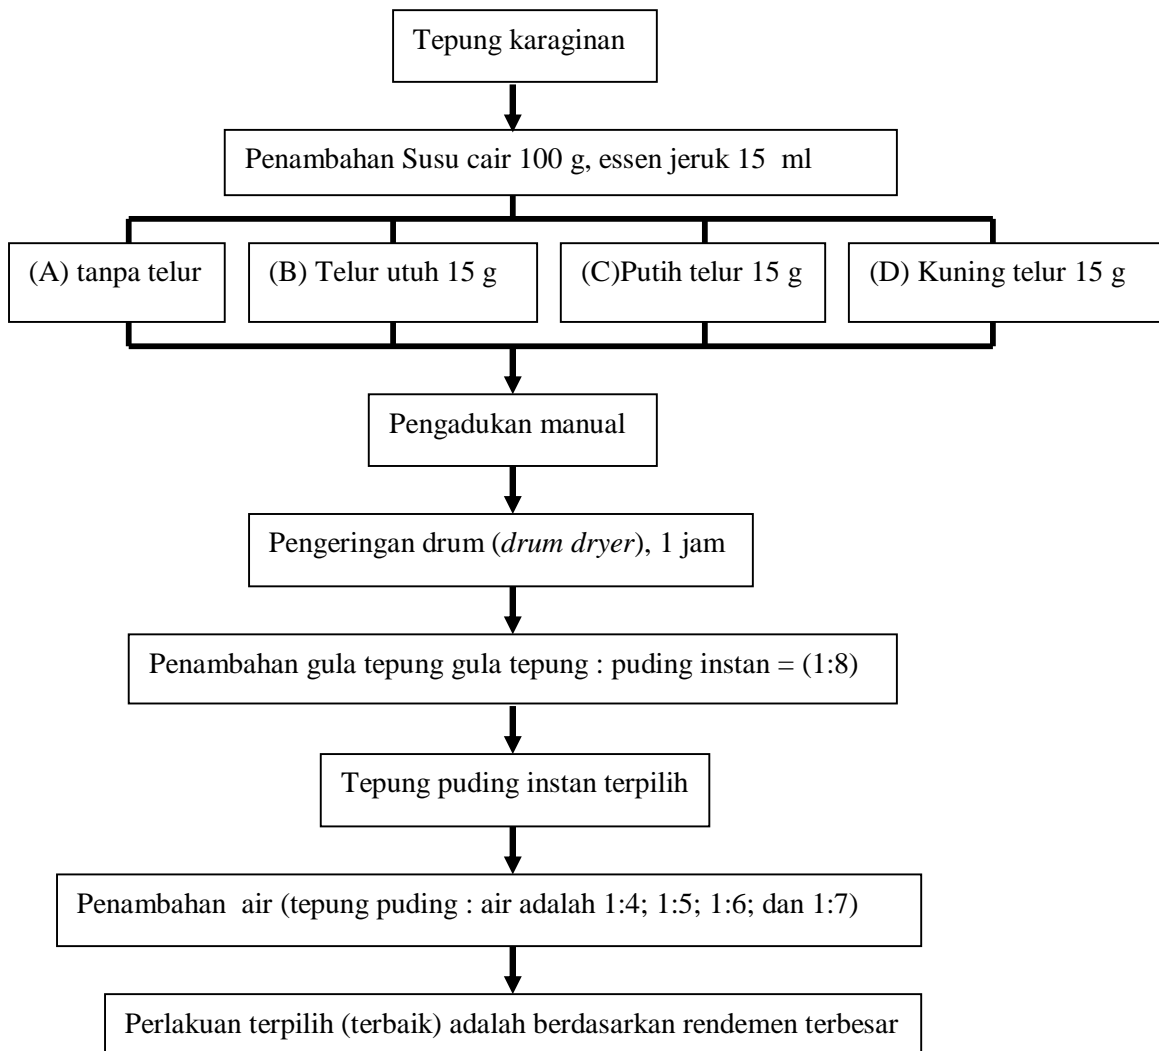 Tepung karaginan
Penambahan Susu cair 100 g, essen jeruk 15  ml
(A) tanpa telur
(B) Telur utuh 15 g
(C)Putih telur 15 g
(D) Kuning telur 15 g
Pengadukan manual
Pengeringan drum (drum dryer), 1 jam
Penambahan gula tepung gula tepung : puding instan = (1:8)
Tepung puding instan terpilih
Penambahan  air (tepung puding : air adalah 1:4; 1:5; 1:6; dan 1:7)
Perlakuan terpilih (terbaik) adalah berdasarkan rendemen terbesar